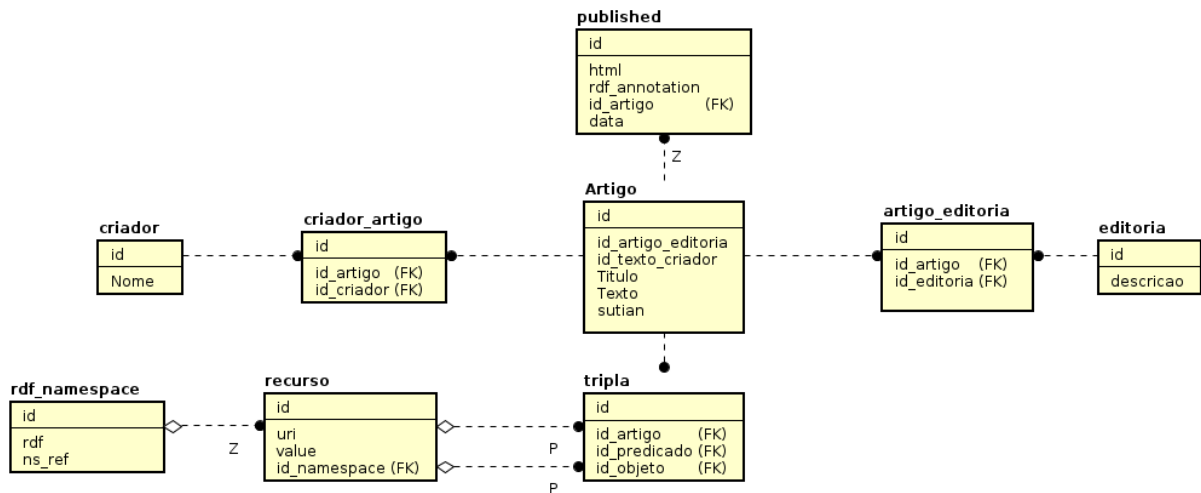 published
id
html
rdf_annotation
id_artigo (FK)
data
Z
Artigo
id
id_artigo_editoria
id_texto_criador
Titulo
Texto
sutian
criador
id
Nome
criador_artigo
id
id_artigo (FK)
id_criador (FK)
artigo_editoria
id
id_artigo (FK)
id_editoria (FK)
editoria
id
descricao
rdf_namespace
id
rdf
ns_ref
Z
recurso
id
uri
value
id_namespace (FK)
P
P
tripla
id
id_artigo (FK)
id_predicado (FK)
id_objeto (FK)